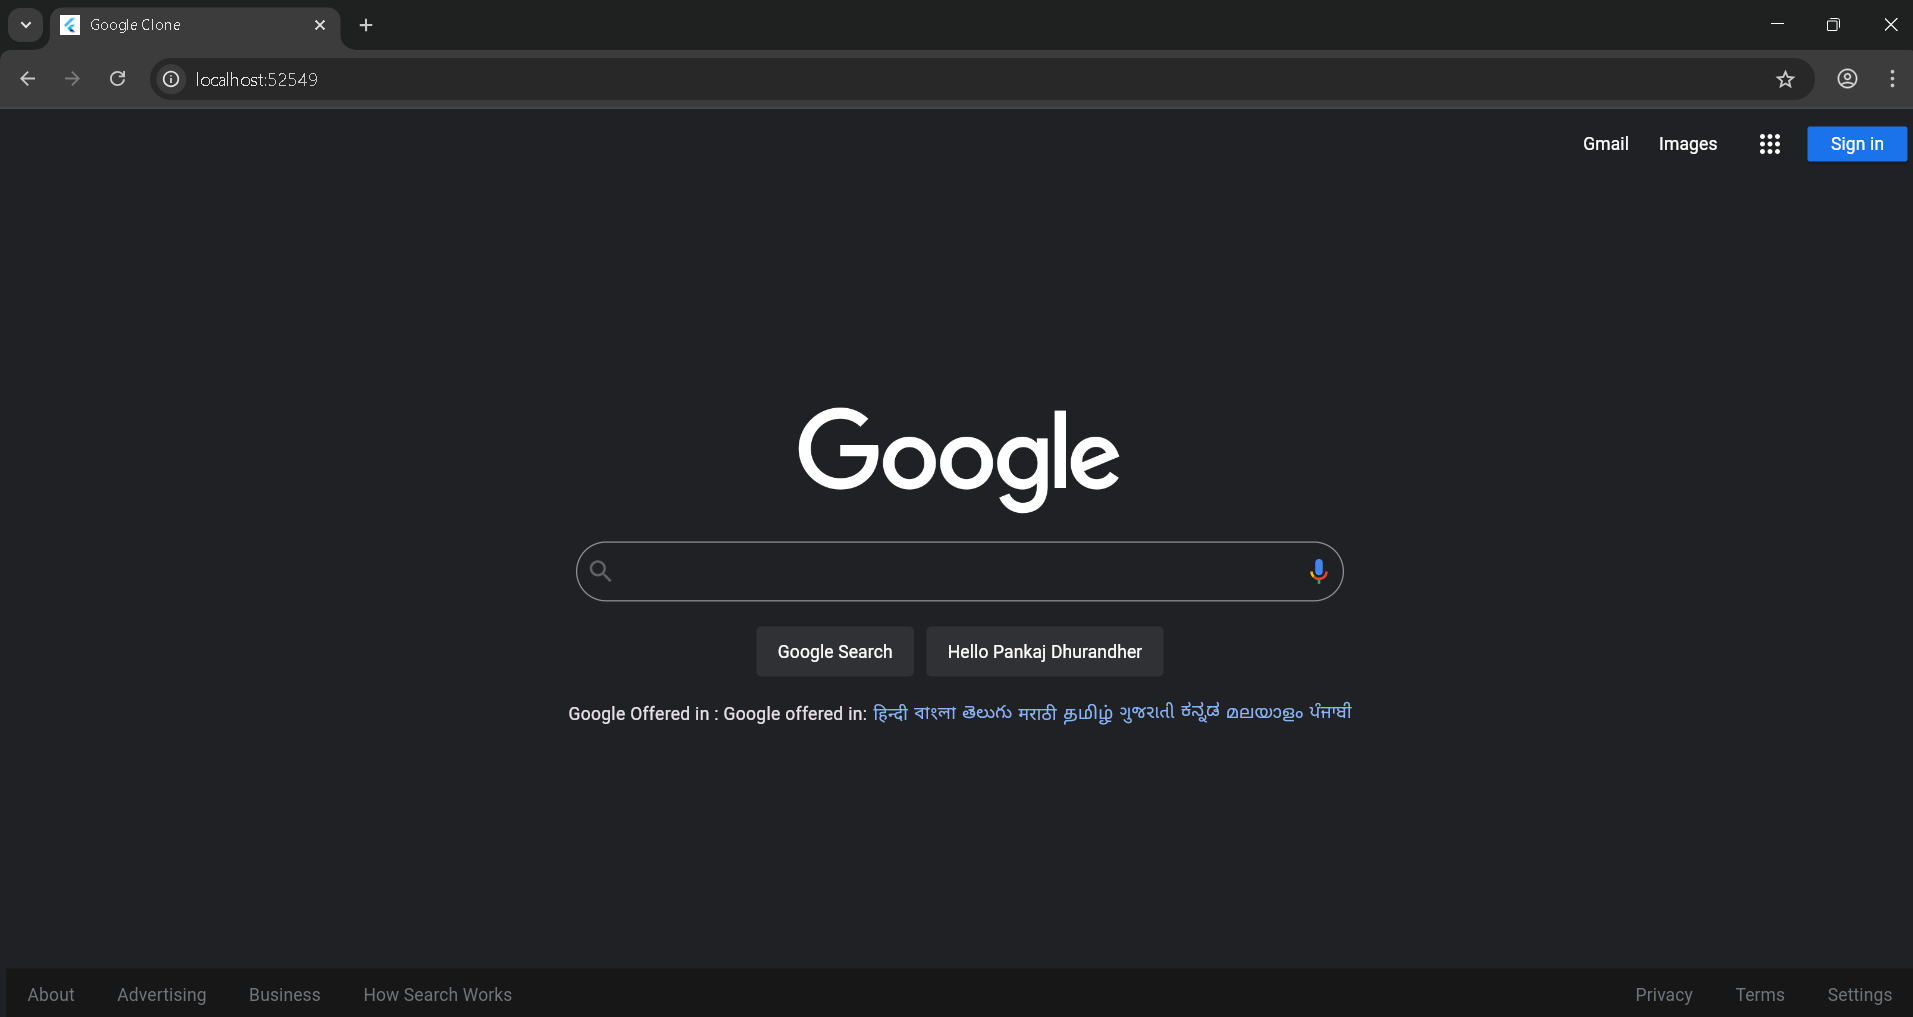 Google Clone
localhost:52549
Gmail Images Sign in
Google
Google Search Hello Pankaj Dhurandher
Google Offered in : Google offered in: हिन्दी বাংলা తెలుగు मराठी தமிழ் ગુજરાતી ಕನ್ನಡ മലയാളം ਪੰਜਾਬੀ
About Advertising Business How Search Works Privacy Terms Settings